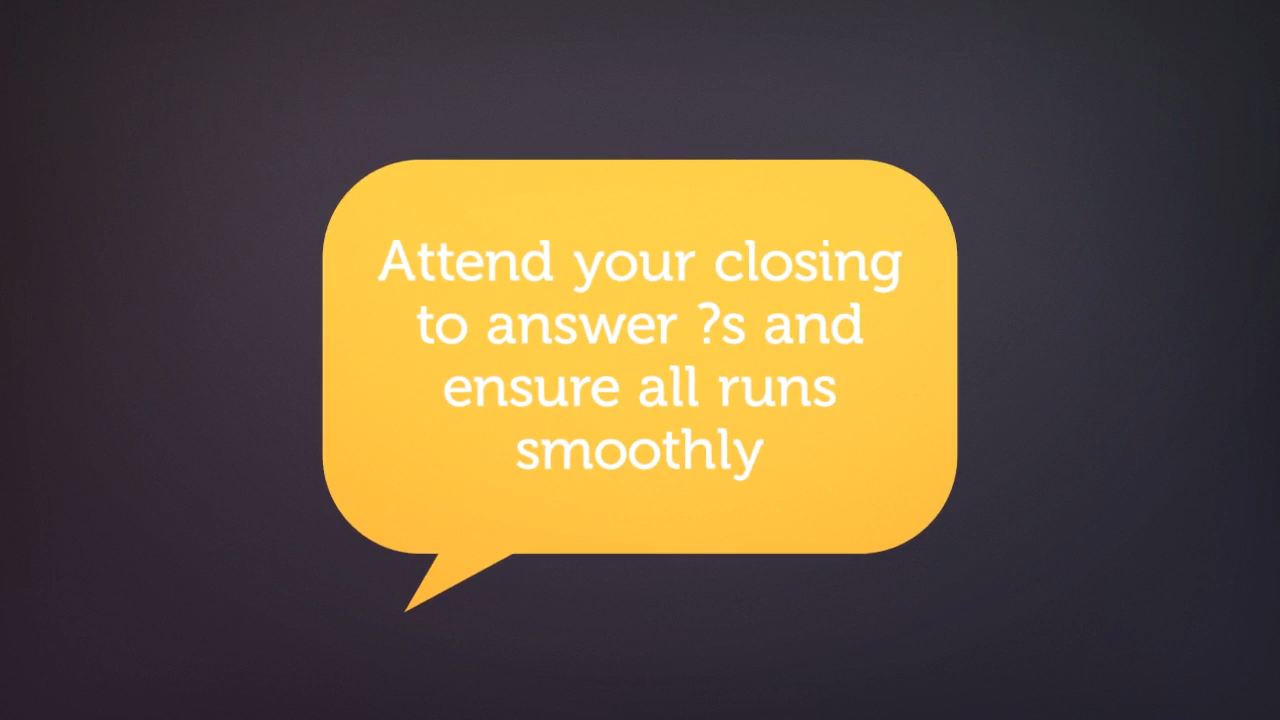 Attend your closing
to answer ?s and
ensure all runs
smoothly